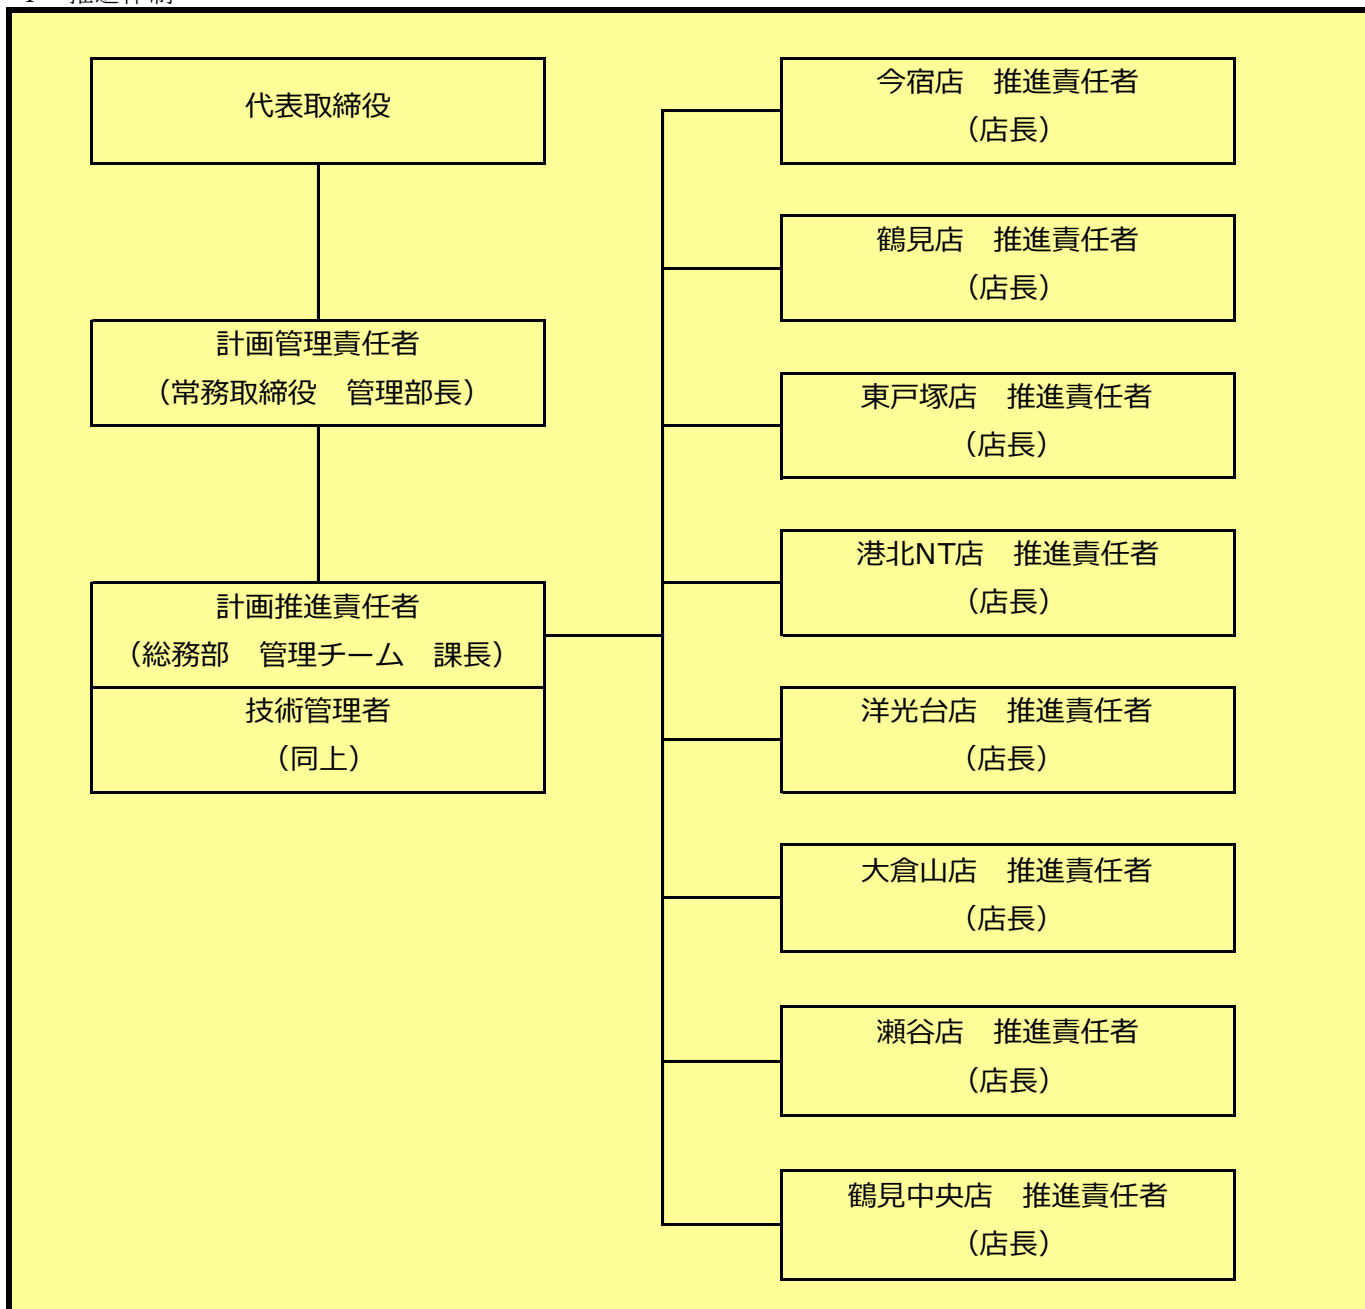 代表取締役
計画管理責任者
（常務取締役　管理部長）
計画推進責任者
（総務部　管理チーム　課長）
技術管理者
（同上）
今宿店　推進責任者
（店長）
鶴見店　推進責任者
（店長）
東戸塚店　推進責任者
（店長）
港北NT店　推進責任者
（店長）
洋光台店　推進責任者
（店長）
大倉山店　推進責任者
（店長）
瀬谷店　推進責任者
（店長）
鶴見中央店　推進責任者
（店長）